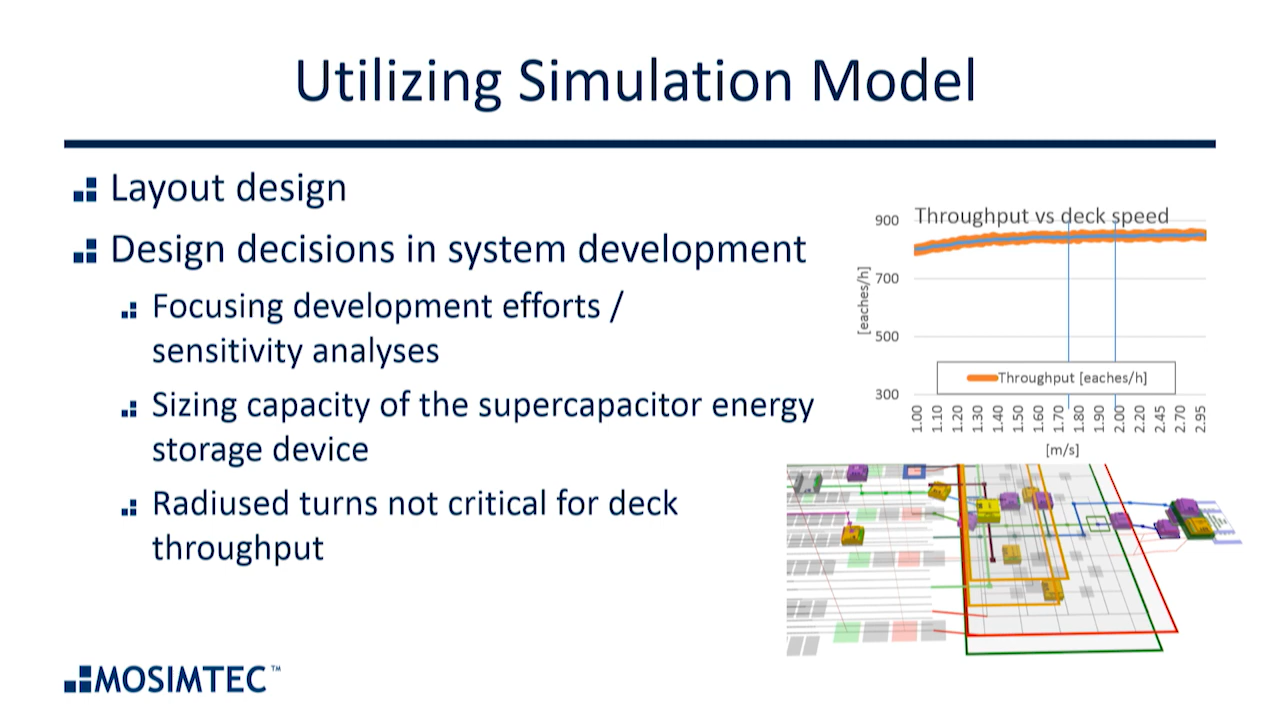 Utilizing Simulation Model
Layout design
Design decisions in system development
Focusing development efforts /
sensitivity analyses
Sizing capacity of the supercapacitor energy
storage device
Radiused turns not critical for deck
throughput
Throughput vs deck speed
900
700
500
300
[eaches/h]
Throughput [eaches/h]
1.00 1.10 1.20 1.30 1.40 1.50 1.60 1.70 1.80 1.90 2.00 2.20 2.45 2.70 2.95
[m/s]
MOSIMTEC™